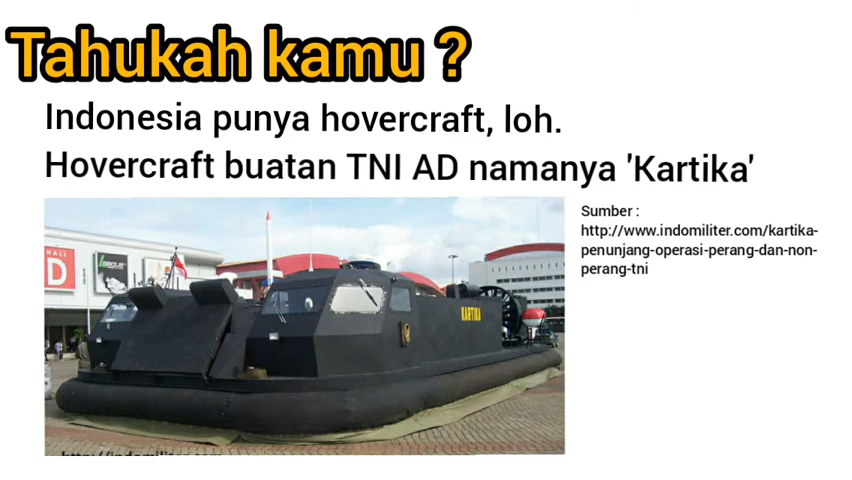 Tahukah kamu ?
Indonesia punya hovercraft, loh.
Hovercraft buatan TNI AD namanya 'Kartika'
Sumber :
http://www.indomiliter.com/kartika-
penunjang-operasi-perang-dan-non-
perang-tni
HALL
D
KARTIKA